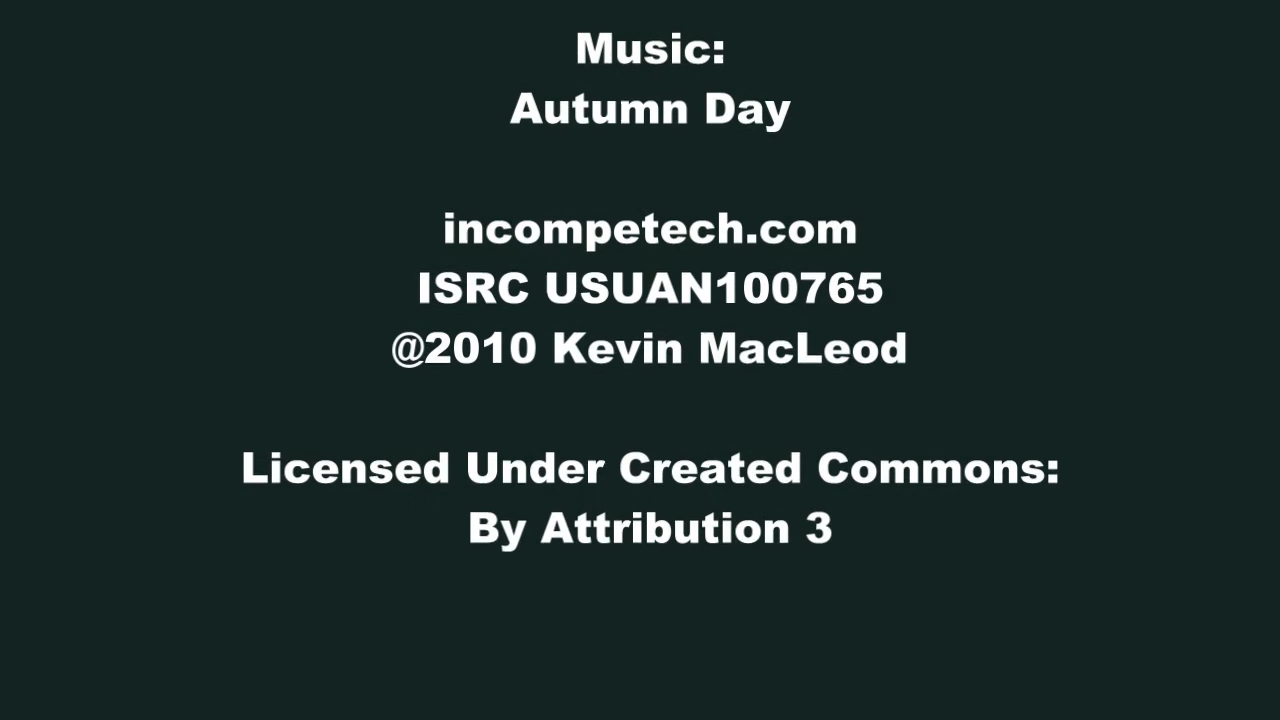 Music:
Autumn Day
incompetech.com
ISRC USUAN100765
@2010 Kevin MacLeod
Licensed Under Created Commons:
By Attribution 3